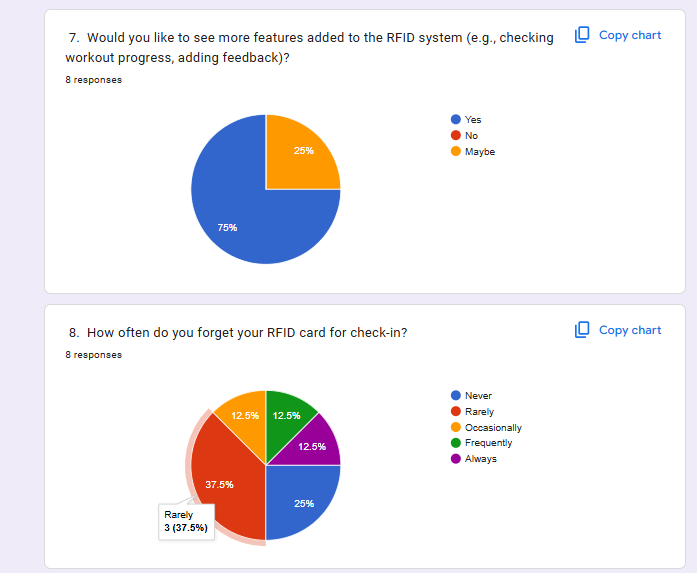 7. Would you like to see more features added to the RFID system (e.g., checking
workout progress, adding feedback)?
Copy chart
8 responses
25%
75%
Yes
No
Maybe
8. How often do you forget your RFID card for check-in?
Copy chart
8 responses
12.5%
12.5%
12.5%
37.5%
25%
Rarely
3 (37.5%)
Never
Rarely
Occasionally
Frequently
Always